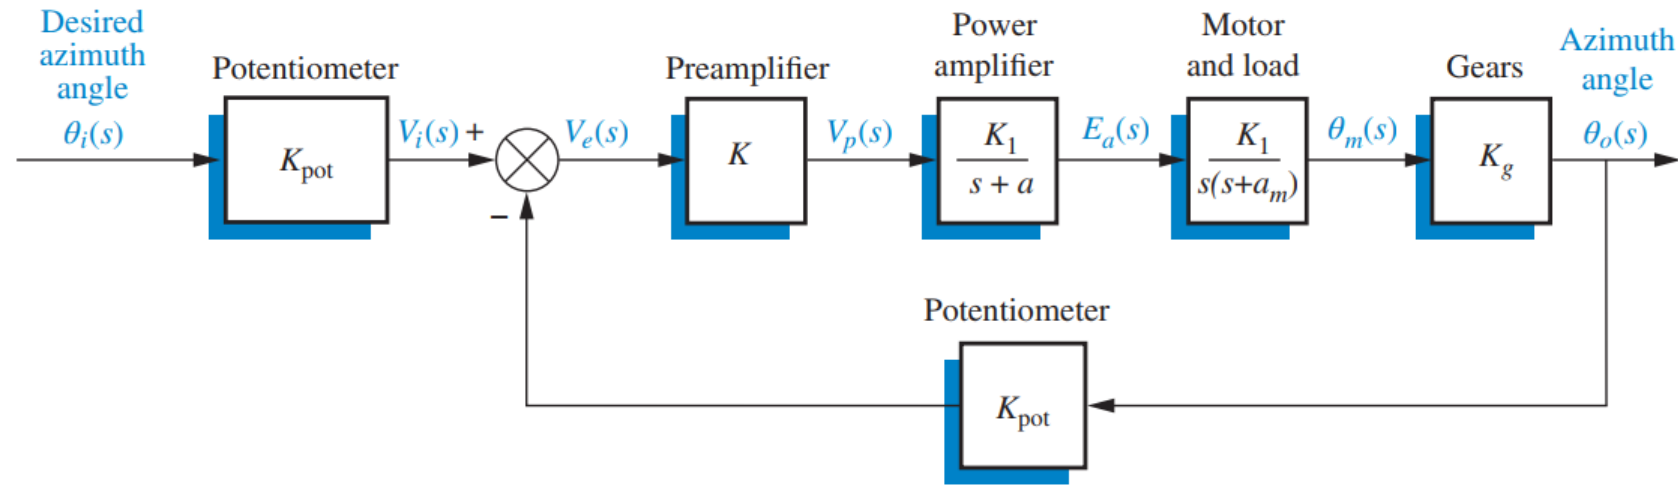 Desired
azimuth
angle
θi(s)
Potentiometer
Kpot
Vi(s) +
−
Ve(s)
Preamplifier
K
Vp(s)
Power
amplifier
K1
s + a
Ea(s)
Motor
and load
K1
s(s+am)
θm(s)
Gears
Kg
Azimuth
angle
θo(s)
Potentiometer
Kpot